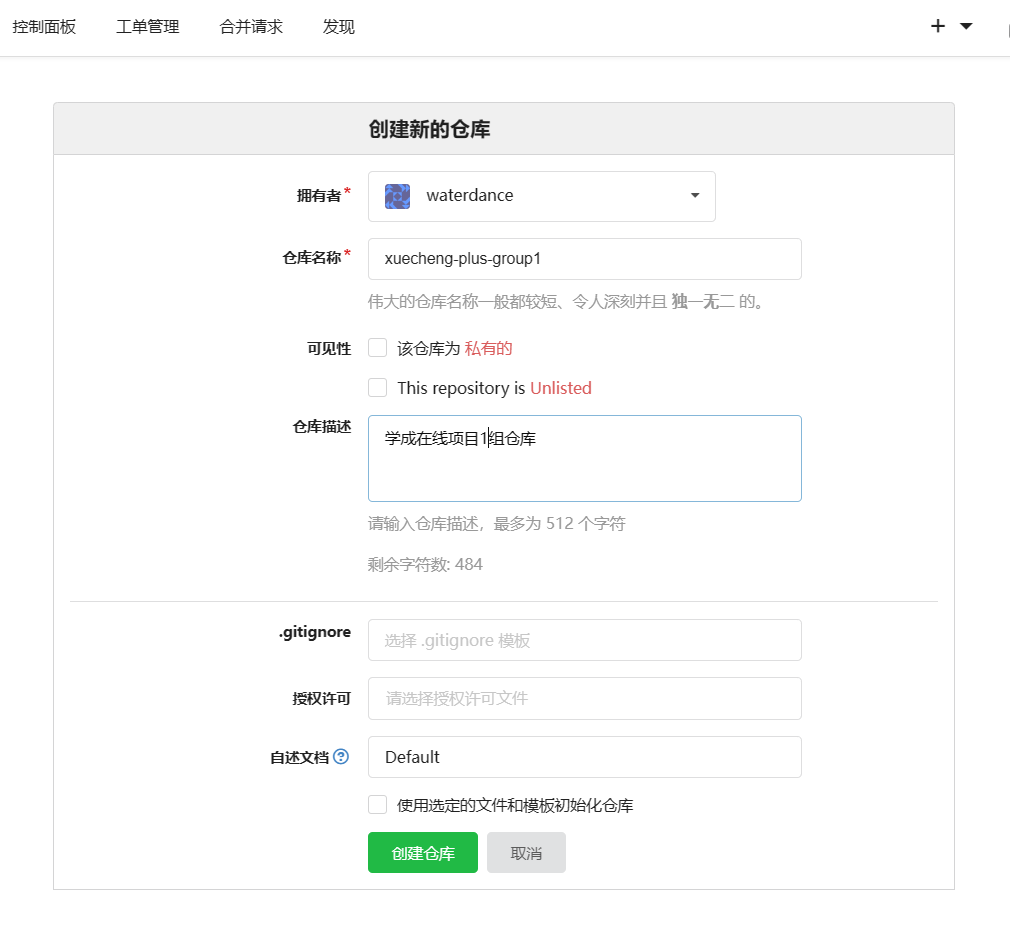 控制面板 工单管理 合并请求 发现
创建新的仓库
拥有者* waterdance
仓库名称* xuecheng-plus-group1
伟大的仓库名称一般都较短、令人深刻并且 独一无二 的。
可见性 该仓库为 私有的
This repository is Unlisted
仓库描述 学成在线项目1组仓库
请输入仓库描述，最多为 512 个字符
剩余字符数: 484
.gitignore 选择 .gitignore 模板
授权许可 请选择授权许可文件
自述文档 Default
使用选定的文件和模板初始化仓库
创建仓库 取消